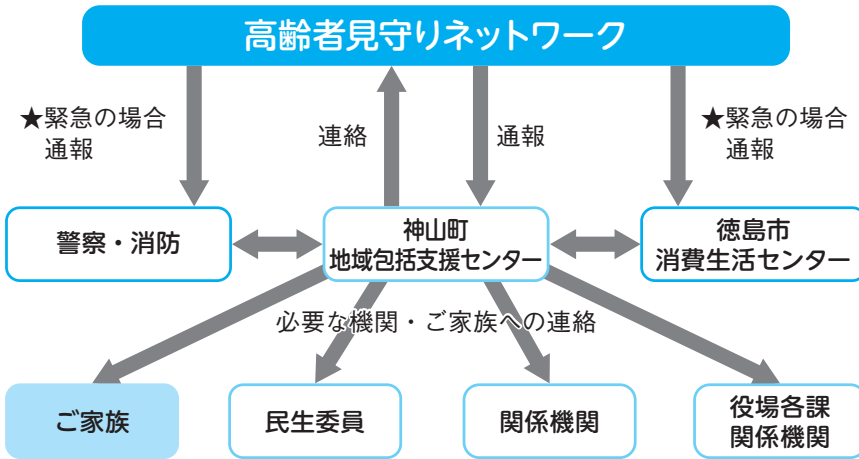 高齢者見守りネットワーク
★緊急の場合
通報
連絡
通報
★緊急の場合
通報
警察・消防
神山町
地域包括支援センター
徳島市
消費生活センター
必要な機関・ご家族への連絡
ご家族
民生委員
関係機関
役場各課
関係機関